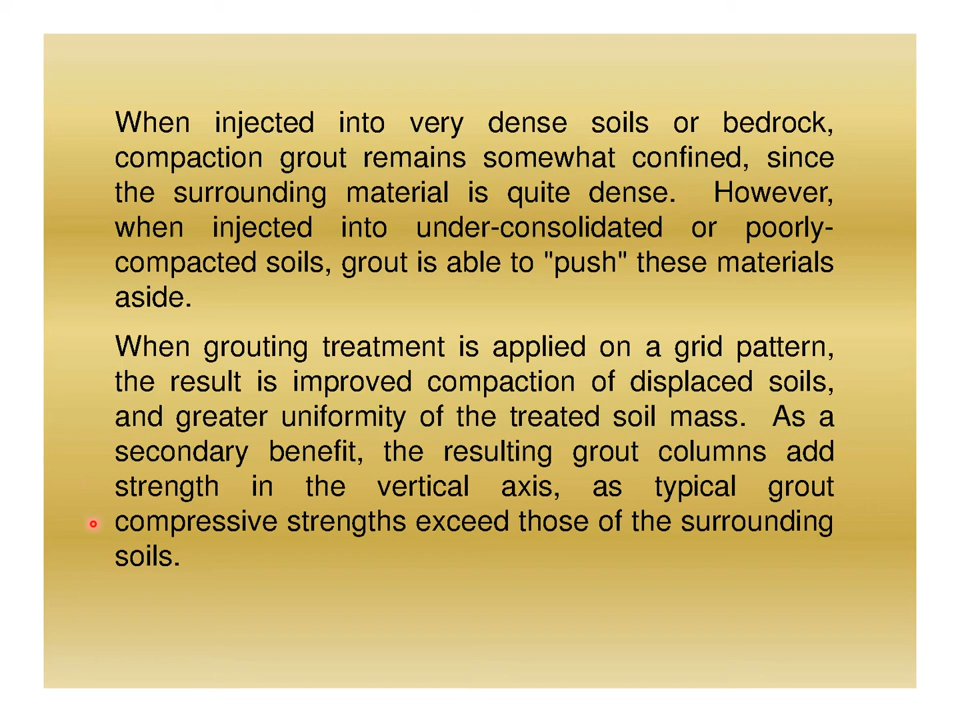 When injected into very dense soils or bedrock,
compaction grout remains somewhat confined, since
the surrounding material is quite dense.  However,
when injected into under-consolidated or poorly-
compacted soils, grout is able to "push" these materials
aside.
When grouting treatment is applied on a grid pattern,
the result is improved compaction of displaced soils,
and greater uniformity of the treated soil mass.  As a
secondary benefit, the resulting grout columns add
strength in the vertical axis, as typical grout
compressive strengths exceed those of the surrounding
soils.